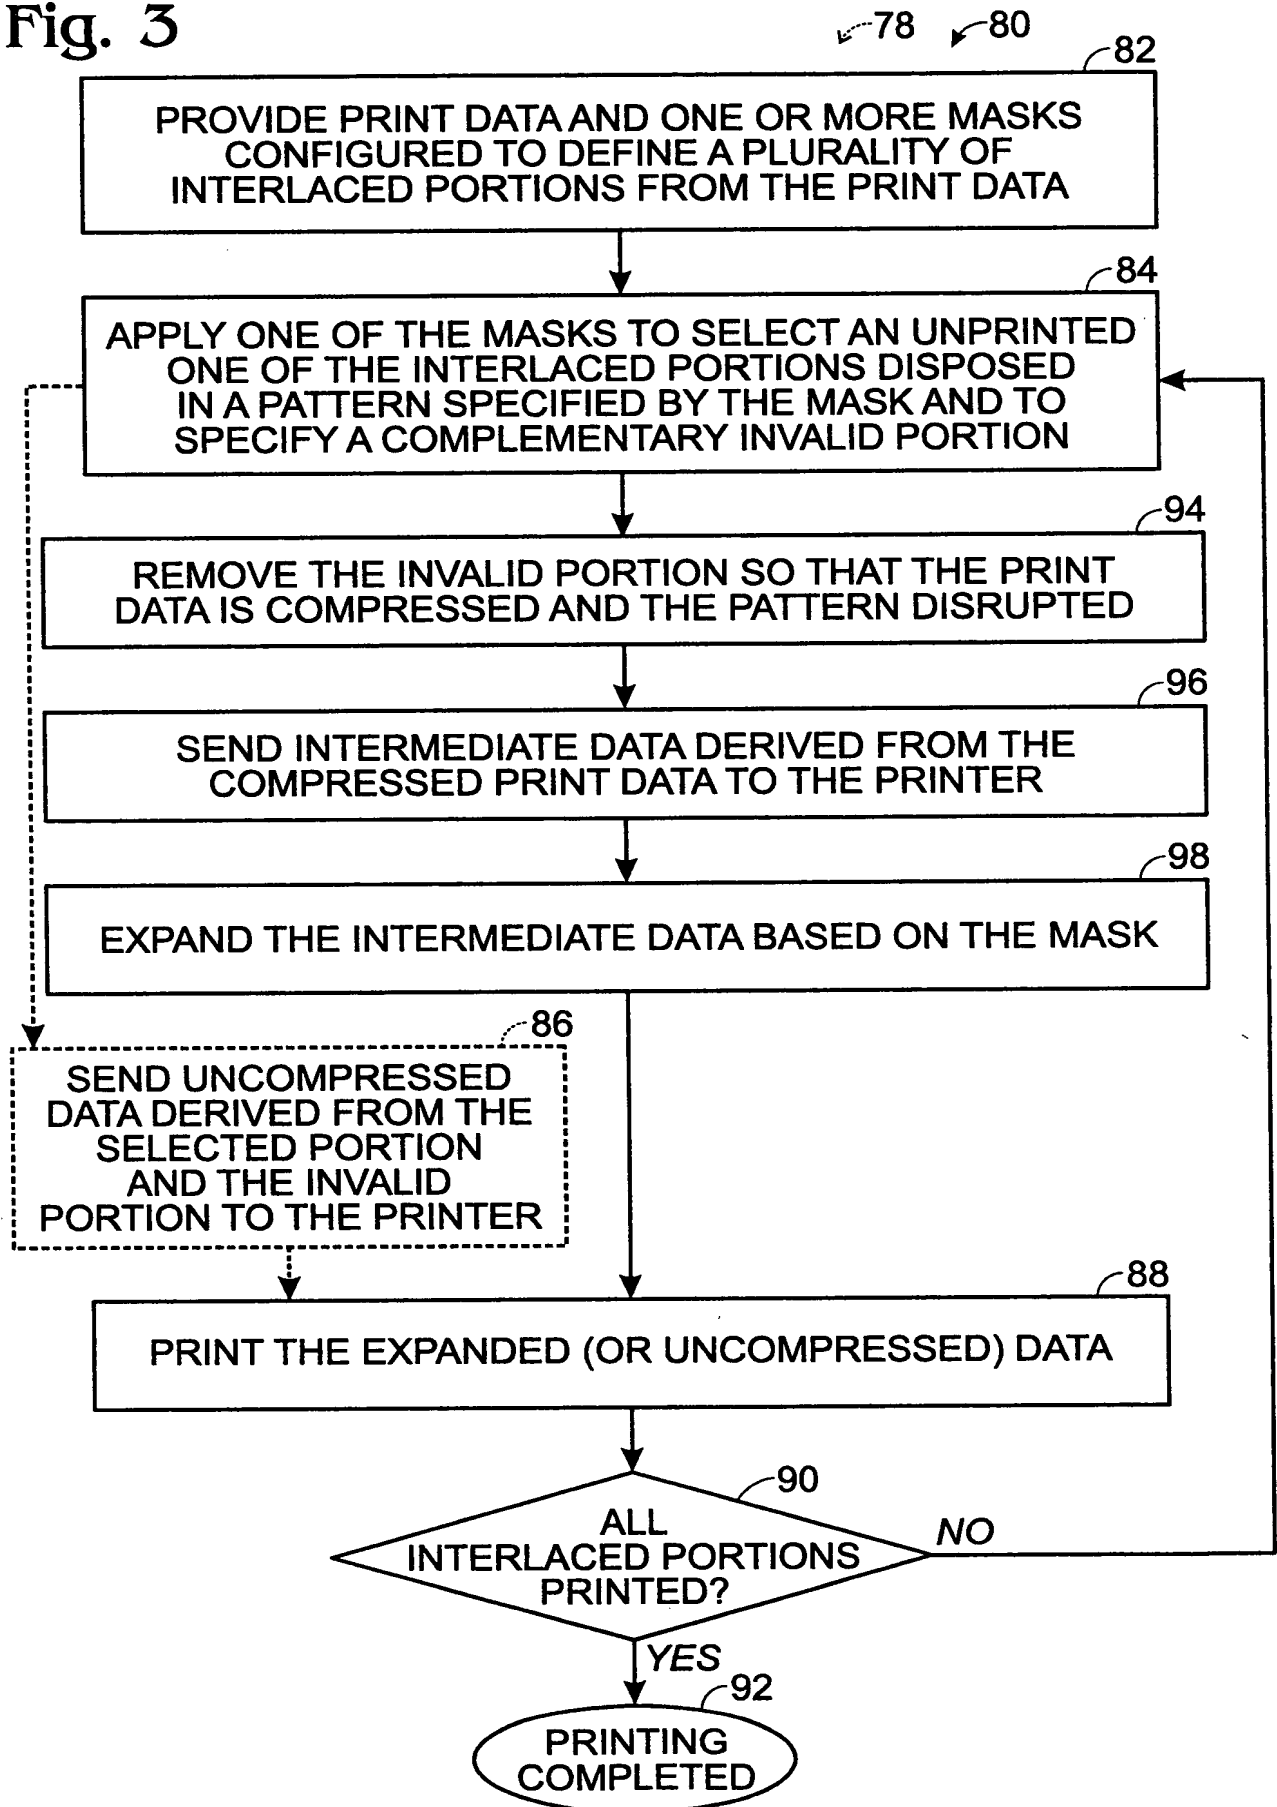 Fig. 3
78
80
82
PROVIDE PRINT DATA AND ONE OR MORE MASKS
CONFIGURED TO DEFINE A PLURALITY OF
INTERLACED PORTIONS FROM THE PRINT DATA
84
APPLY ONE OF THE MASKS TO SELECT AN UNPRINTED
ONE OF THE INTERLACED PORTIONS DISPOSED
IN A PATTERN SPECIFIED BY THE MASK AND TO
SPECIFY A COMPLEMENTARY INVALID PORTION
94
REMOVE THE INVALID PORTION SO THAT THE PRINT
DATA IS COMPRESSED AND THE PATTERN DISRUPTED
96
SEND INTERMEDIATE DATA DERIVED FROM THE
COMPRESSED PRINT DATA TO THE PRINTER
98
EXPAND THE INTERMEDIATE DATA BASED ON THE MASK
86
SEND UNCOMPRESSED
DATA DERIVED FROM THE
SELECTED PORTION
AND THE INVALID
PORTION TO THE PRINTER
88
PRINT THE EXPANDED (OR UNCOMPRESSED) DATA
90
ALL
INTERLACED PORTIONS
PRINTED?
NO
YES
92
PRINTING
COMPLETED